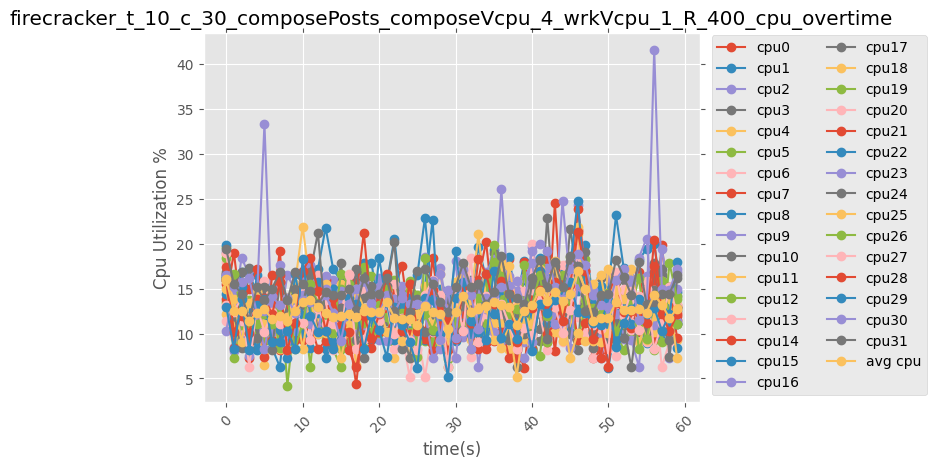 firecracker_t_10_c_30_composePosts_composeVcpu_4_wrkVcpu_1_R_400_cpu_overtime
Cpu Utilization %
40
35
30
25
20
15
10
5
0
10
20
30
40
50
60
time(s)
cpu0
cpu1
cpu2
cpu3
cpu4
cpu5
cpu6
cpu7
cpu8
cpu9
cpu10
cpu11
cpu12
cpu13
cpu14
cpu15
cpu16
cpu17
cpu18
cpu19
cpu20
cpu21
cpu22
cpu23
cpu24
cpu25
cpu26
cpu27
cpu28
cpu29
cpu30
cpu31
avg cpu